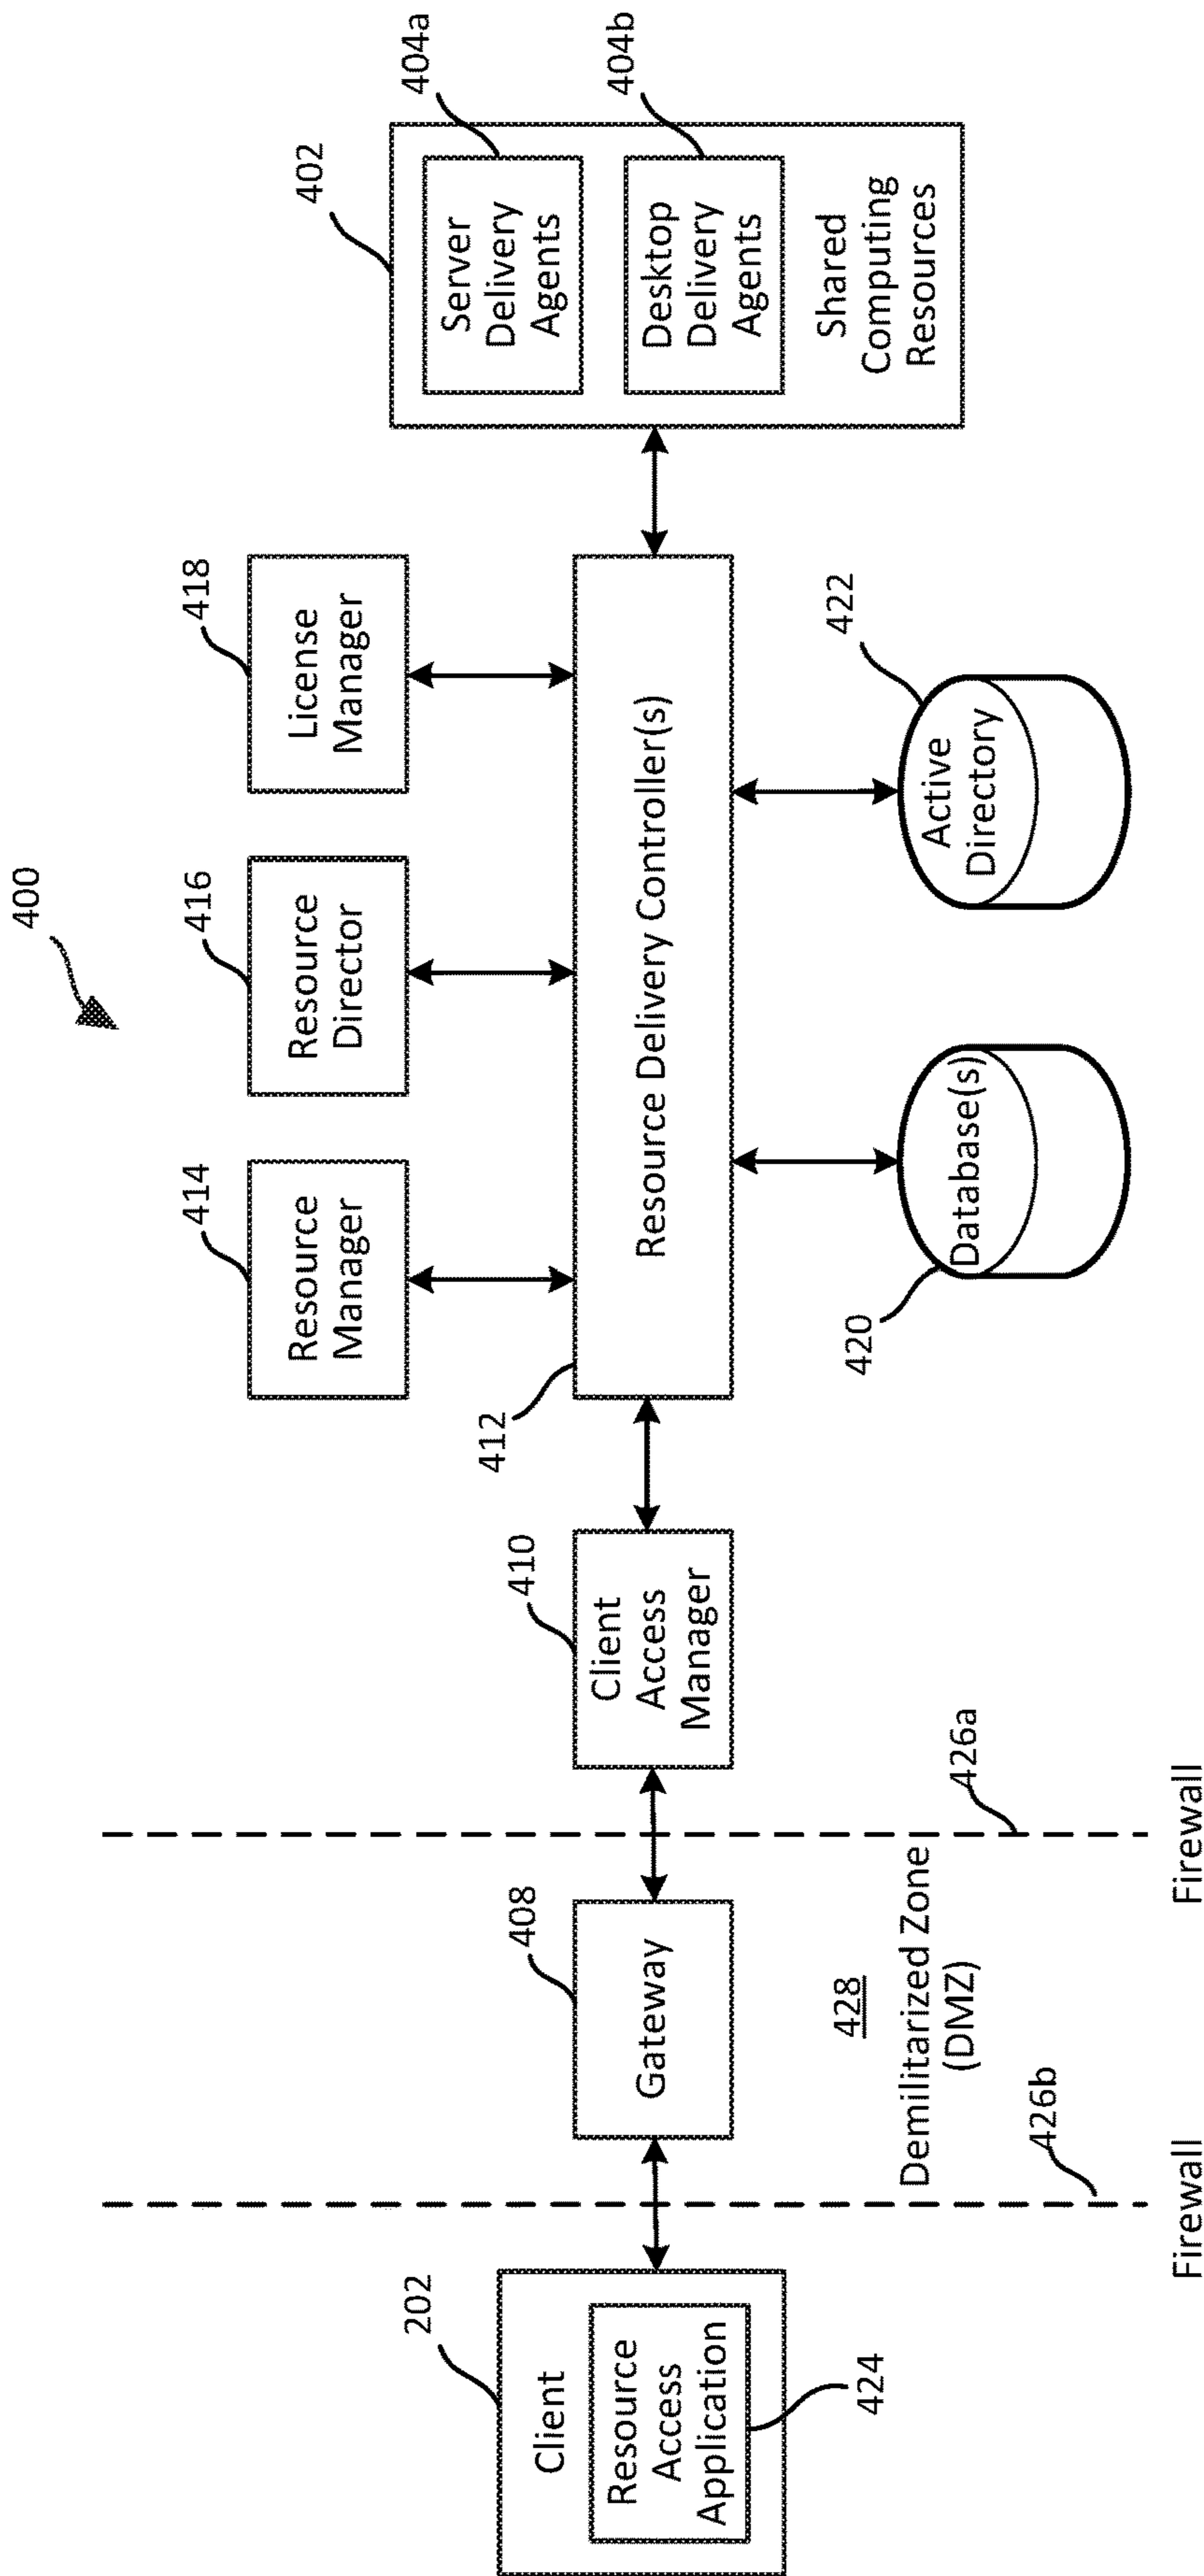 400
402
404a
Server
Delivery
Agents
404b
Desktop
Delivery
Agents
Shared
Computing
Resources
414
Resource
Manager
416
Resource
Director
418
License
Manager
202
Client
Resource
Access
Application
424
408
Gateway
410
Client
Access
Manager
412
Resource Delivery Controller(s)
420
Database(s)
422
Active
Directory
428
Demilitarized Zone
(DMZ)
426b
Firewall
426a
Firewall